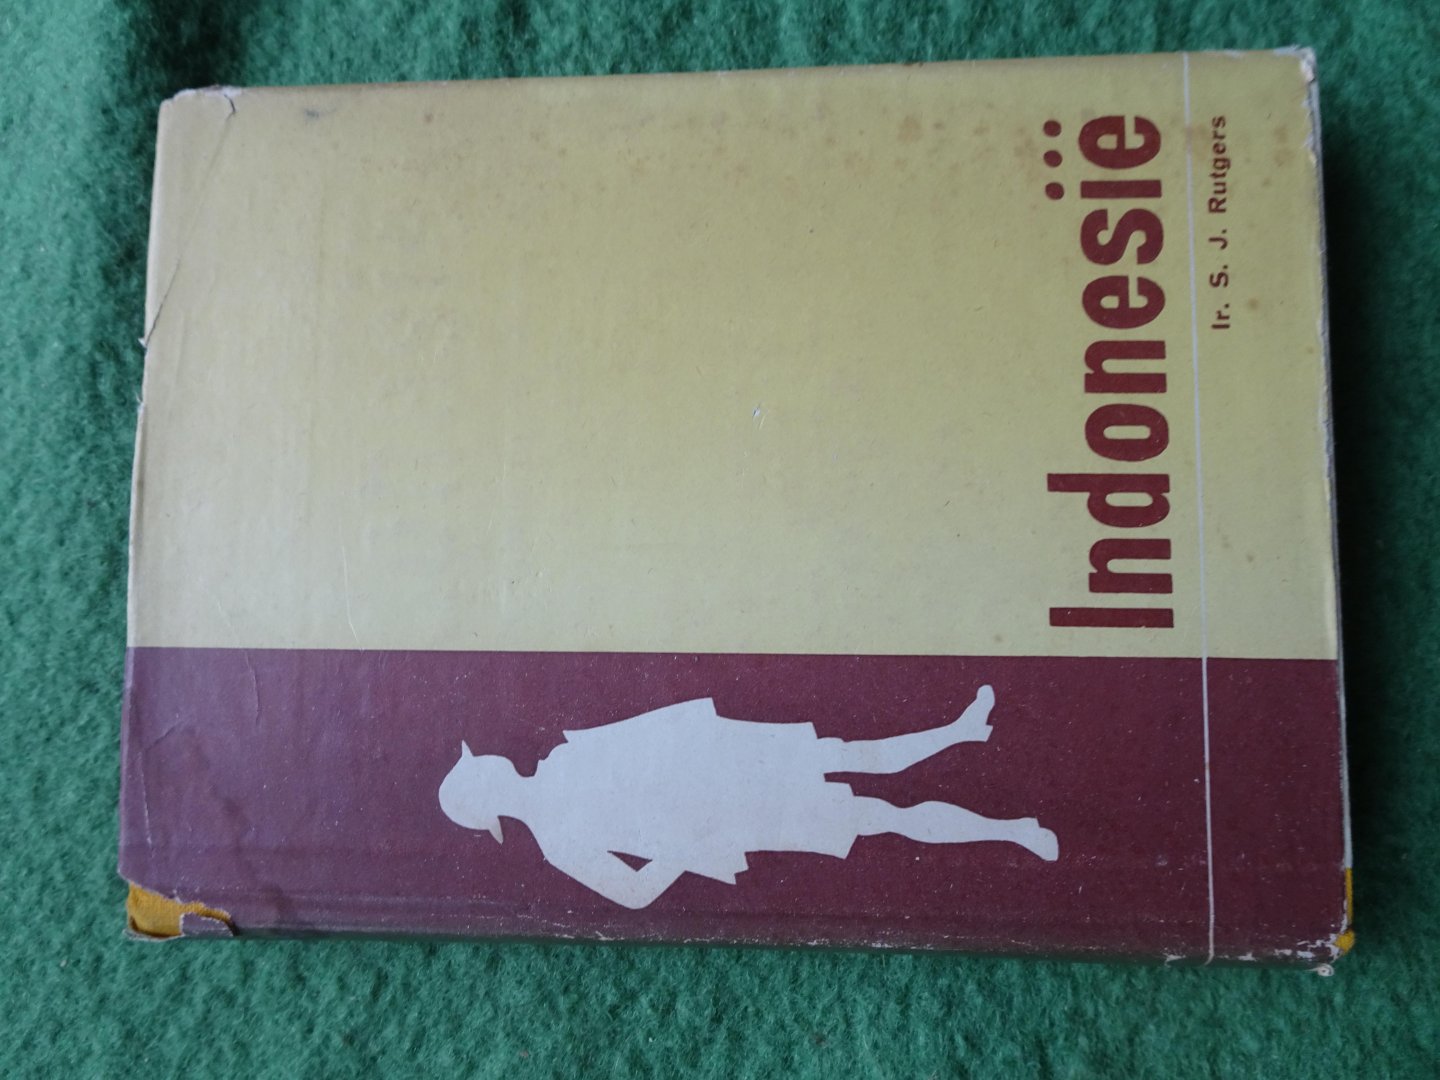 Indonesië
Ir. S. J. Rutgers